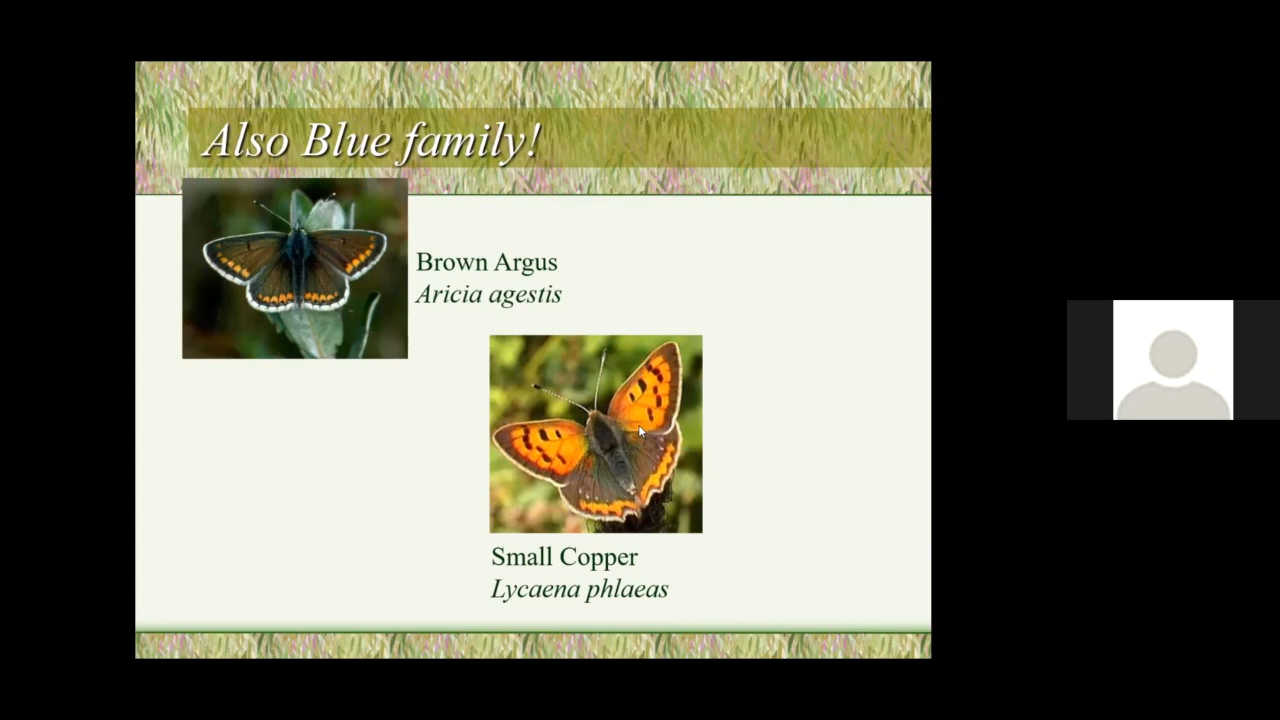 Also Blue family!
Brown Argus
Aricia agestis
Small Copper
Lycaena phlaeas